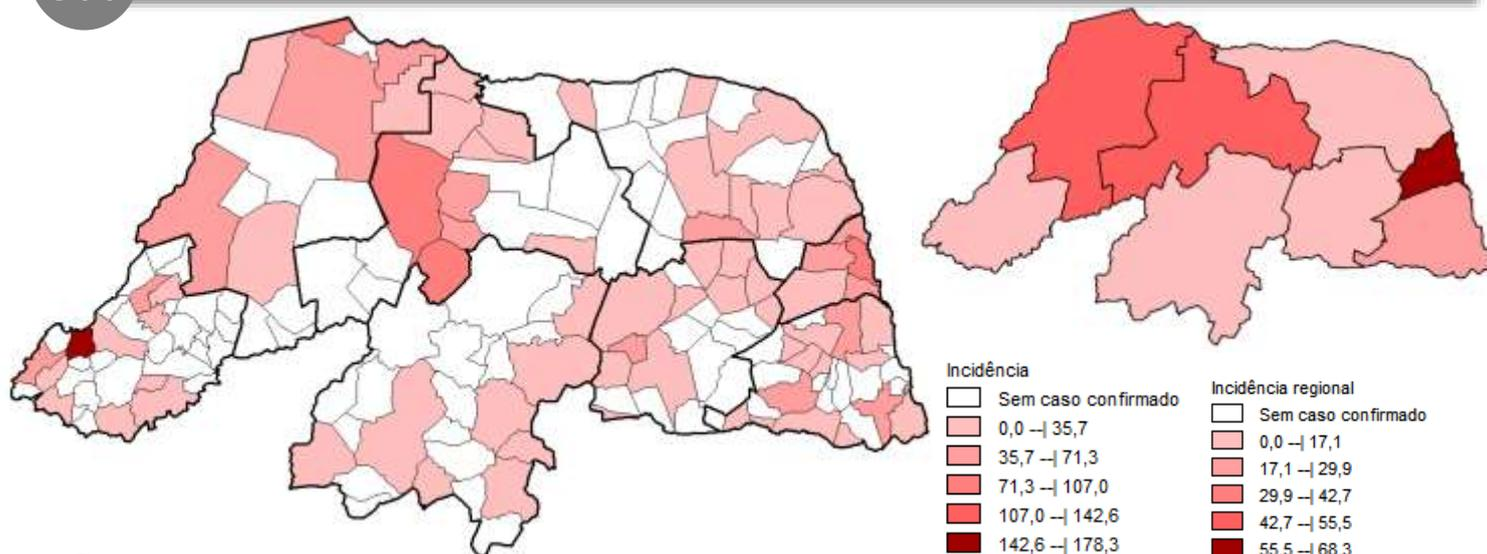 Incidência
Sem caso confirmado
0,0 --| 35,7
35,7 --| 71,3
71,3 --| 107,0
107,0 --| 142,6
142,6 --| 178,3
Incidência regional
Sem caso confirmado
0,0 --| 17,1
17,1 --| 29,9
29,9 --| 42,7
42,7 --| 55,5
55,5 --| 68,3